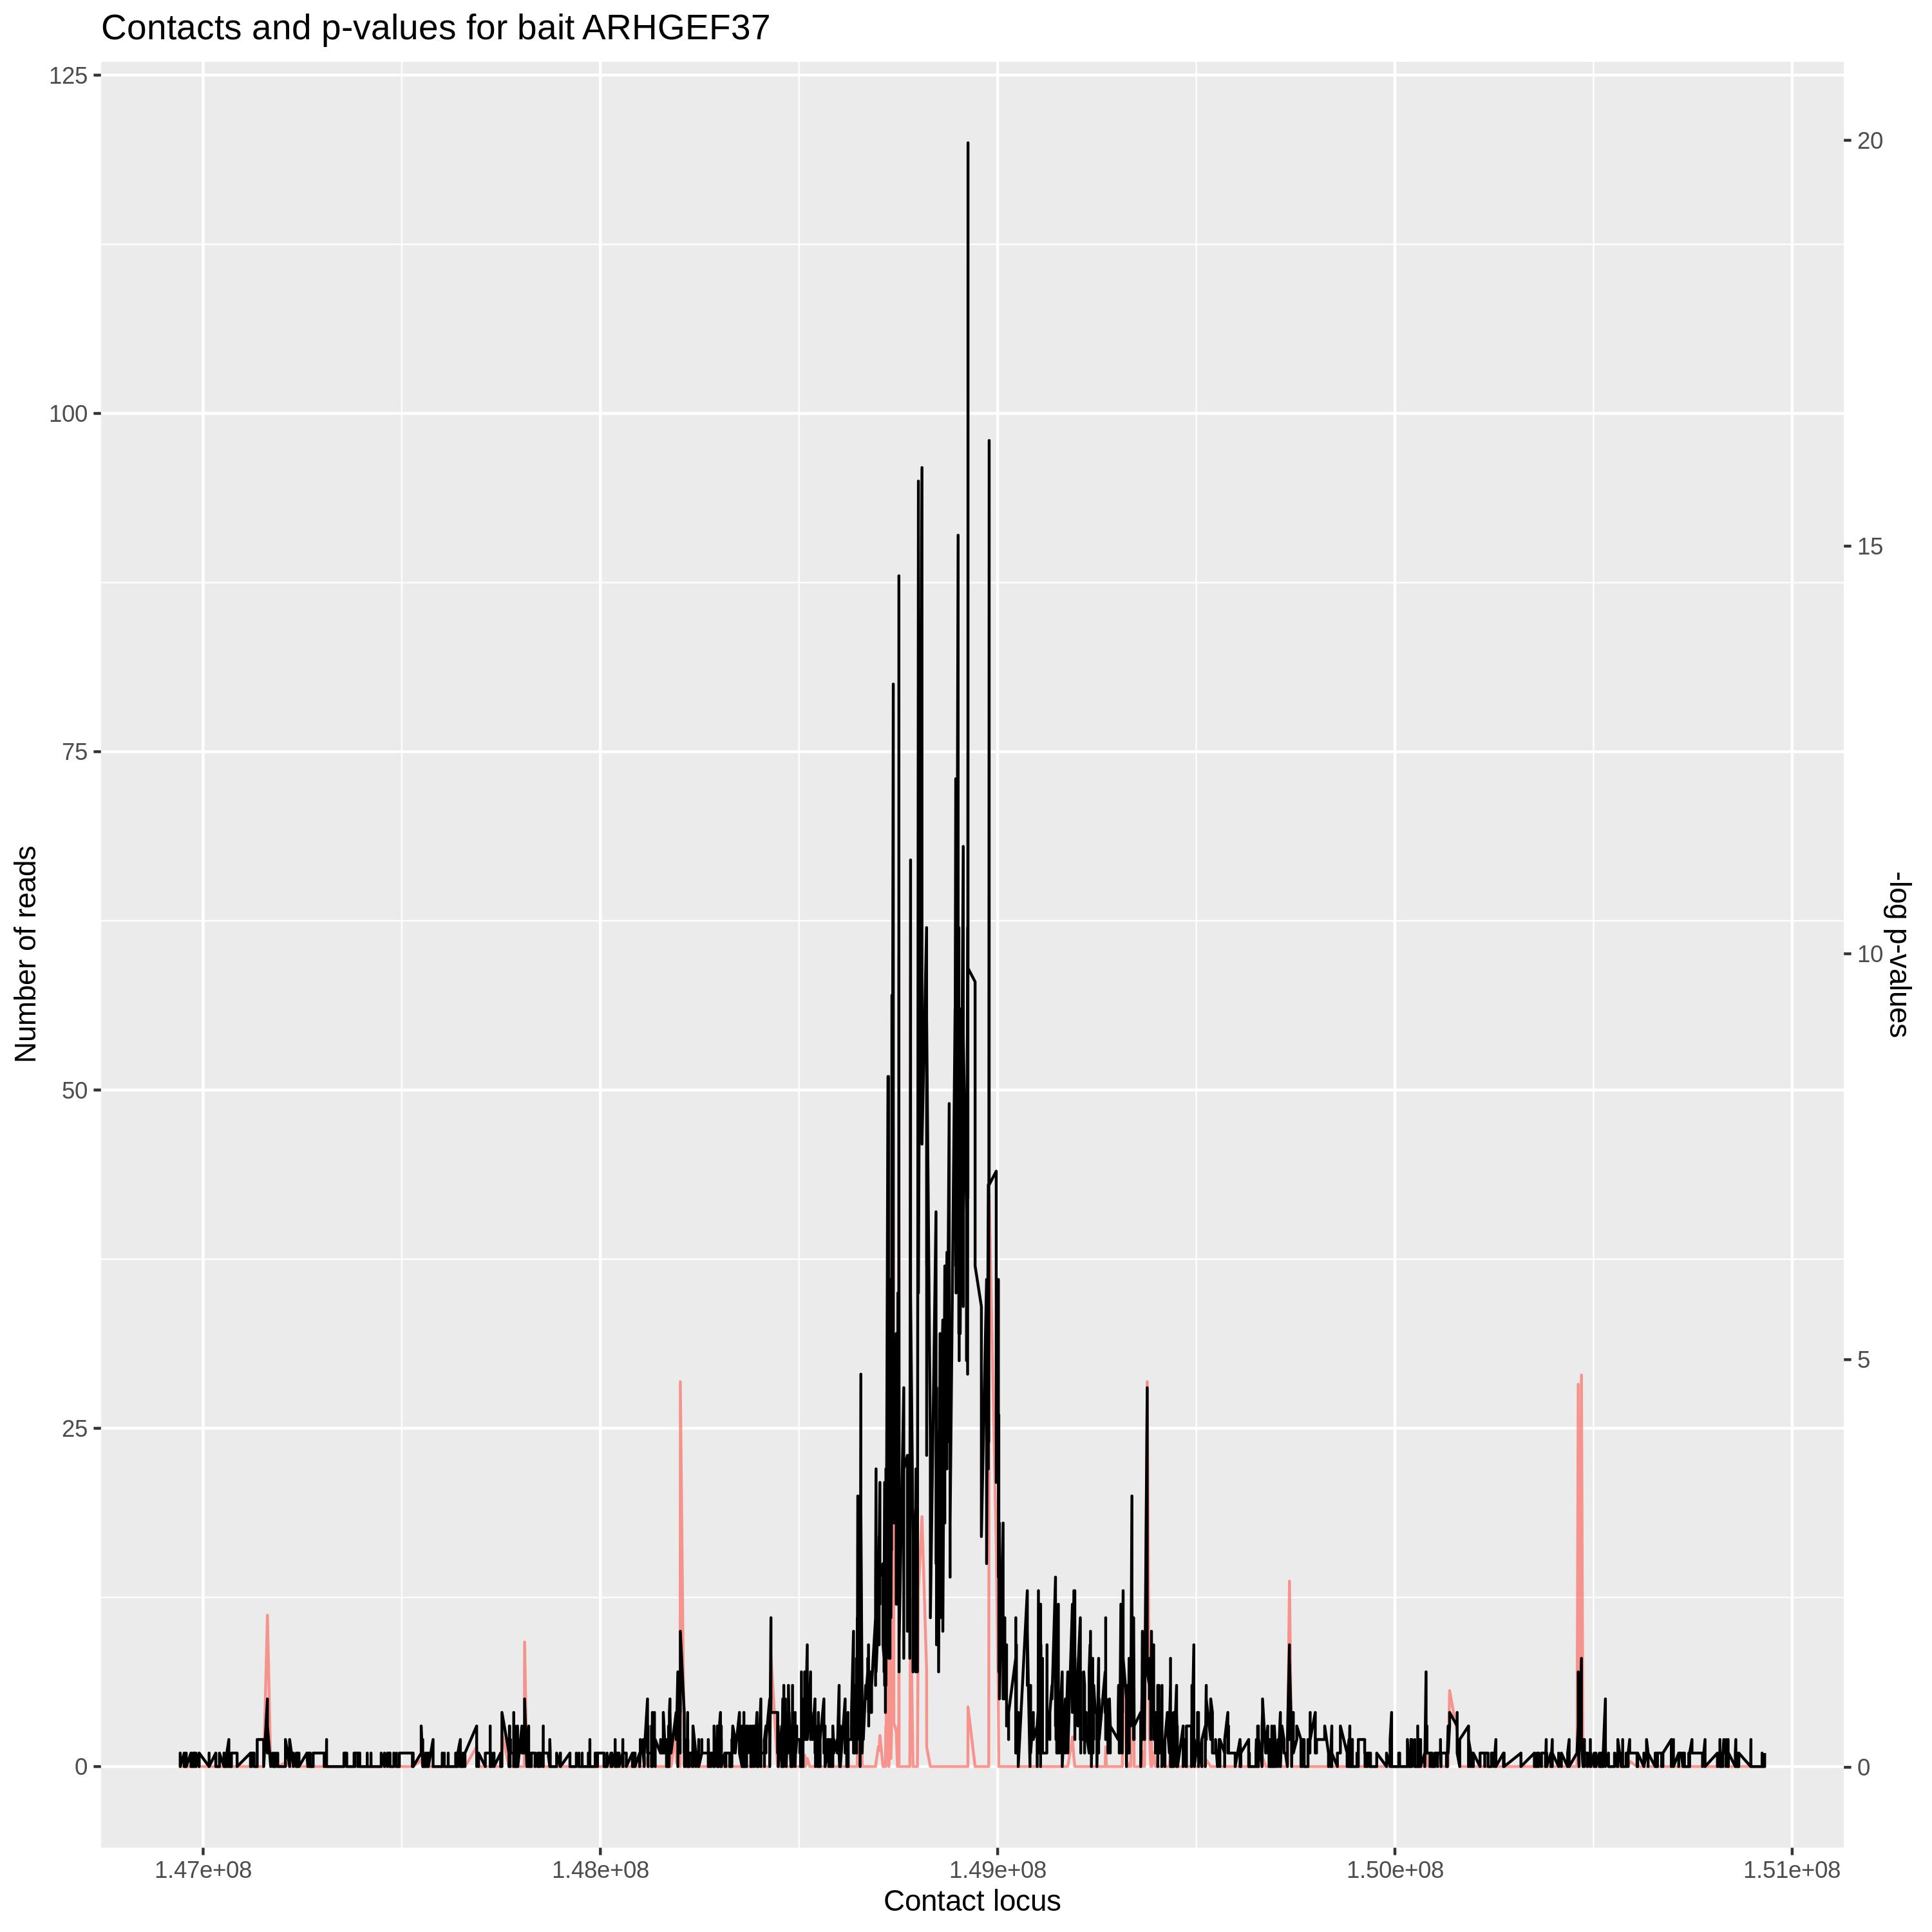 Contacts and p-values for bait ARHGEF37
125
100
75
50
25
0
Number of reads
20
15
10
5
0
-log p-values
1.47e+08
1.48e+08
1.49e+08
1.50e+08
1.51e+08
Contact locus